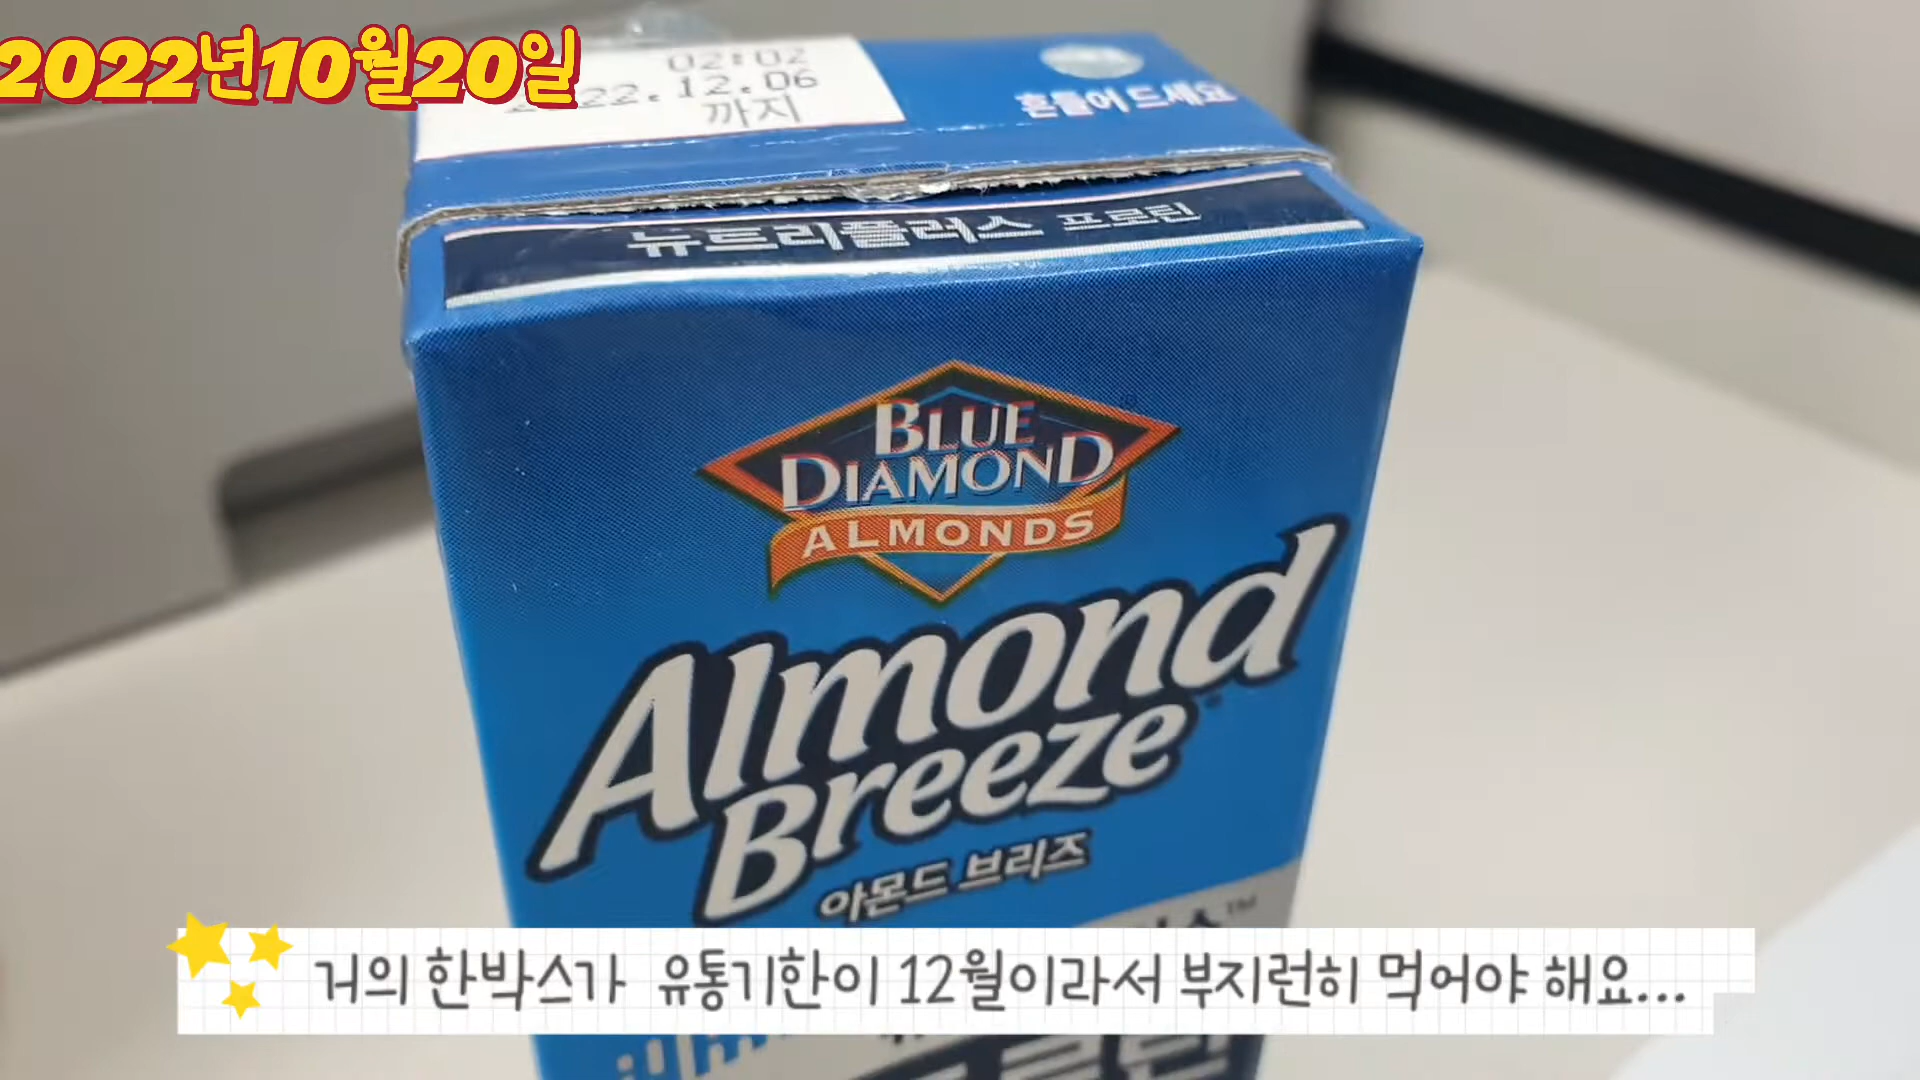 2022년10월20일
02:02
22.12.06
까지
흔들어 드세요
뉴트리플러스 프로틴
BLUE
DIAMOND
ALMONDS
Almond
Breeze
아몬드 브리즈
거의 한박스가 유통기한이 12월이라서 부지런히 먹어야 해요...